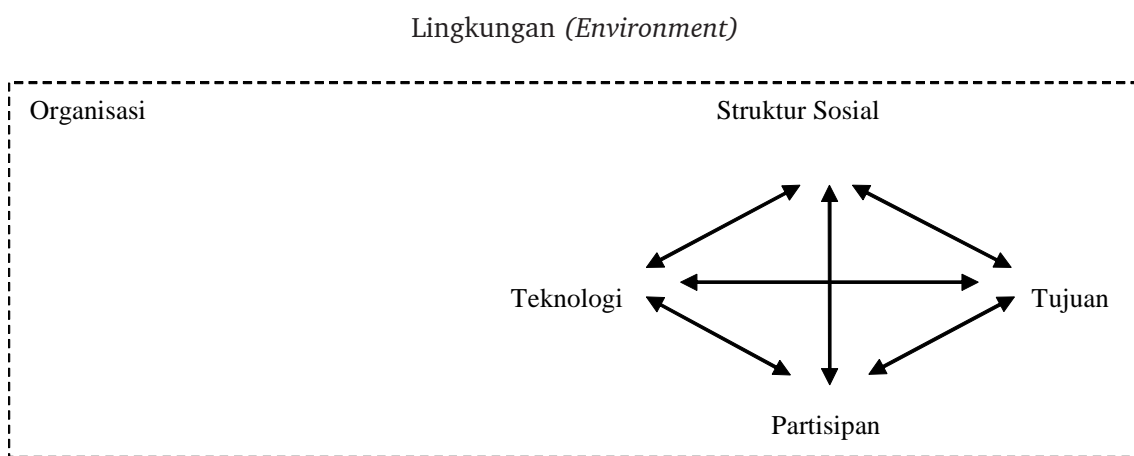 Lingkungan (Environment)
Organisasi
Struktur Sosial
Teknologi
Tujuan
Partisipan